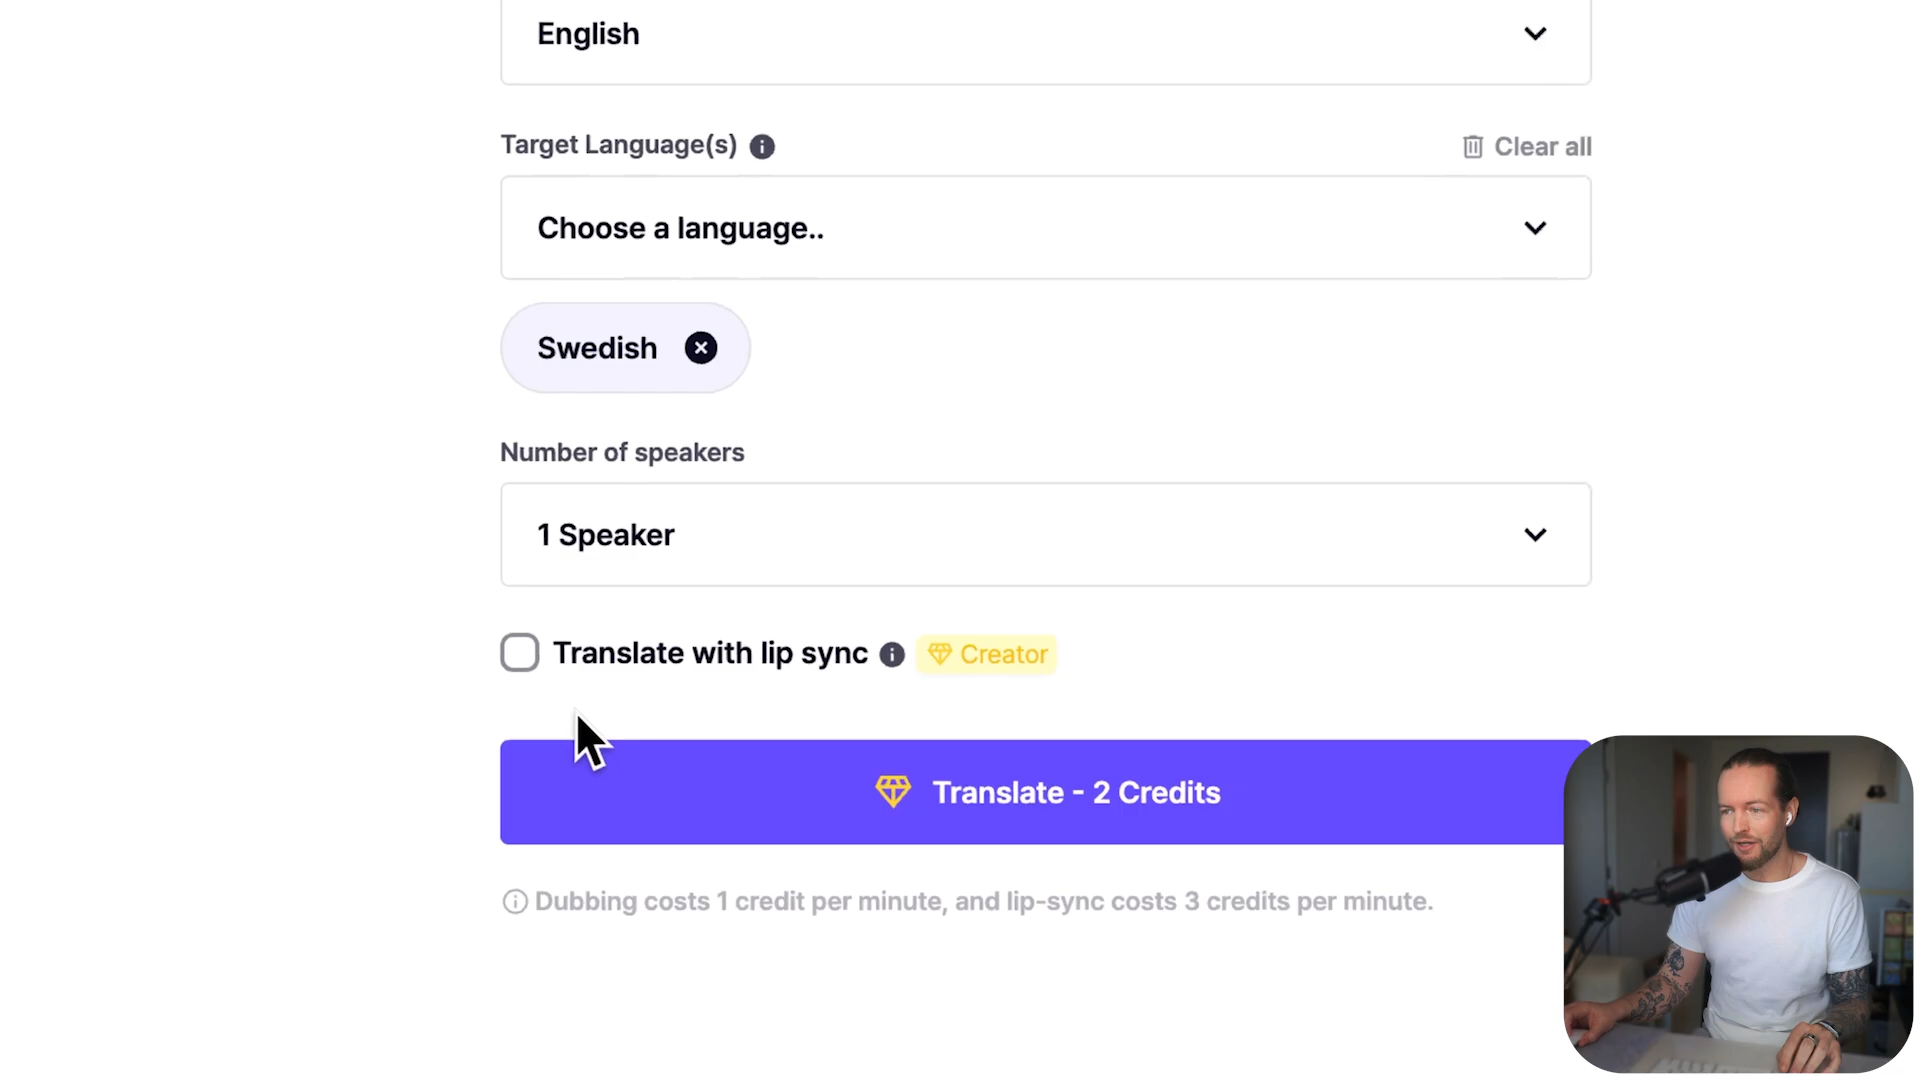 English
Target Language(s)
Clear all
Choose a language..
Swedish
Number of speakers
1 Speaker
Translate with lip sync
Creator
Translate - 2 Credits
Dubbing costs 1 credit per minute, and lip-sync costs 3 credits per minute.